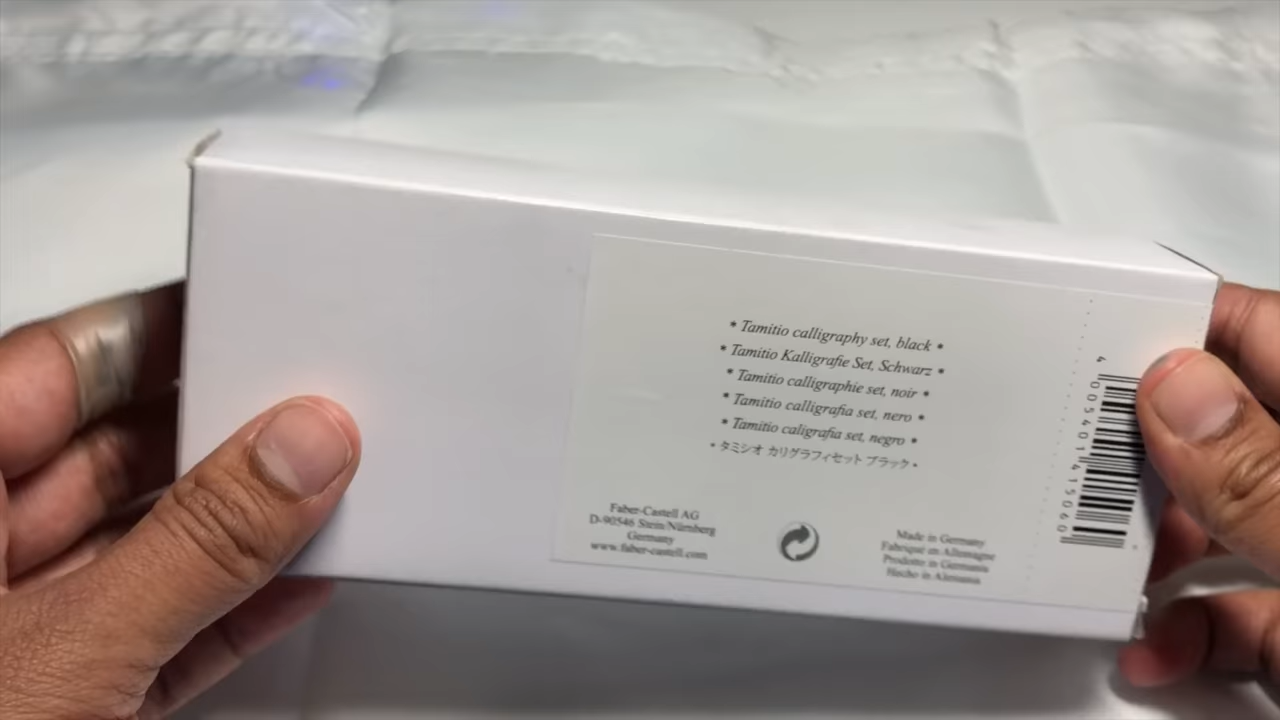 • Tamitio calligraphy set, black •
• Tamitio Kalligrafie Set, Schwarz •
• Tamitio calligraphie set, noir •
• Tamitio calligrafia set, nero •
• Tamitio caligrafia set, negro •
• タミシオ カリグラフィセット ブラック •
Faber-Castell AG
D-90546 Stein/Nürnberg
Germany
www.faber-castell.com
Made in Germany
Fabriqué en Allemagne
Prodotto in Germania
Hecho in Alemania
4 005401 415060